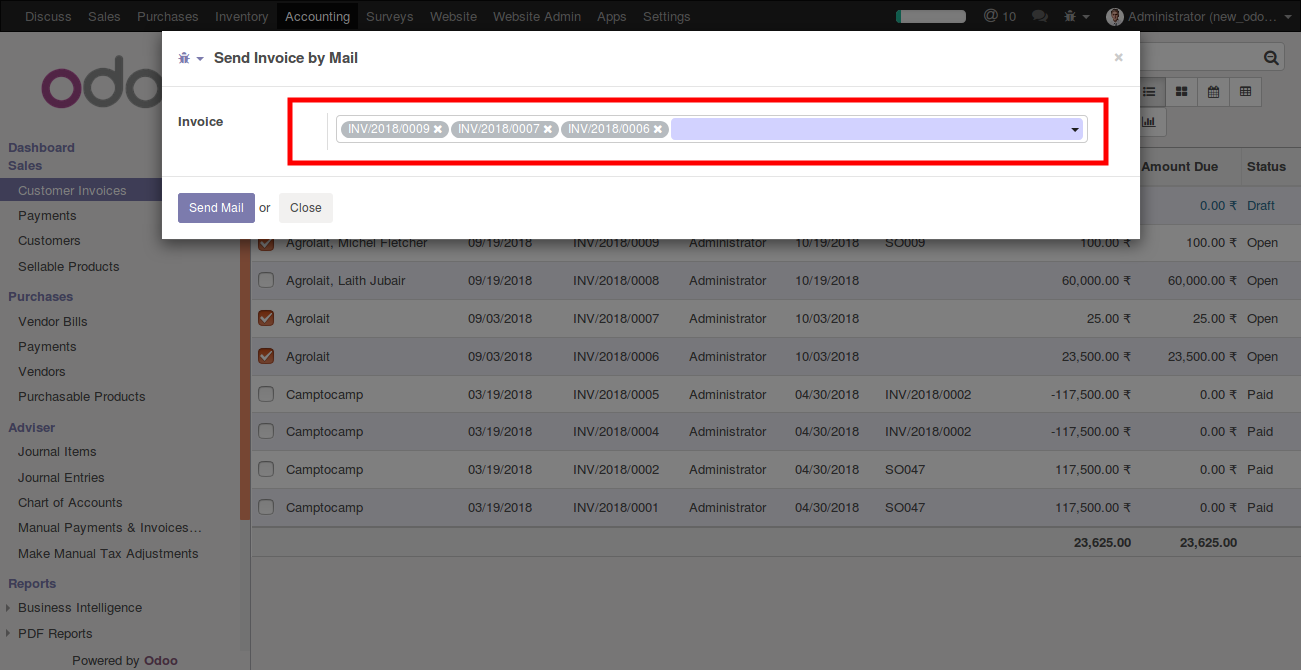 Discuss Sales Purchases Inventory Accounting Surveys Website Website Admin Apps Settings @ 10 Administrator (new_odo...
odoo
Send Invoice by Mail ×
Invoice INV/2018/0009 × INV/2018/0007 × INV/2018/0006 ×
Send Mail or Close
Dashboard
Sales
Customer Invoices
Payments
Customers
Sellable Products
Purchases
Vendor Bills
Payments
Vendors
Purchasable Products
Adviser
Journal Items
Journal Entries
Chart of Accounts
Manual Payments & Invoices...
Make Manual Tax Adjustments
Reports
Business Intelligence
PDF Reports
Powered by Odoo
Amount Due Status
0.00 ₹ Draft
Agrolait, Michel Fletcher 09/19/2018 INV/2018/0009 Administrator 10/19/2018 SO009 100.00 ₹ 100.00 ₹ Open
Agrolait, Laith Jubair 09/19/2018 INV/2018/0008 Administrator 10/19/2018 60,000.00 ₹ 60,000.00 ₹ Open
Agrolait 09/03/2018 INV/2018/0007 Administrator 10/03/2018 25.00 ₹ 25.00 ₹ Open
Agrolait 09/03/2018 INV/2018/0006 Administrator 10/03/2018 23,500.00 ₹ 23,500.00 ₹ Open
Camptocamp 03/19/2018 INV/2018/0005 Administrator 04/30/2018 INV/2018/0002 -117,500.00 ₹ 0.00 ₹ Paid
Camptocamp 03/19/2018 INV/2018/0004 Administrator 04/30/2018 INV/2018/0002 -117,500.00 ₹ 0.00 ₹ Paid
Camptocamp 03/19/2018 INV/2018/0002 Administrator 04/30/2018 SO047 117,500.00 ₹ 0.00 ₹ Paid
Camptocamp 03/19/2018 INV/2018/0001 Administrator 04/30/2018 SO047 117,500.00 ₹ 0.00 ₹ Paid
23,625.00 23,625.00